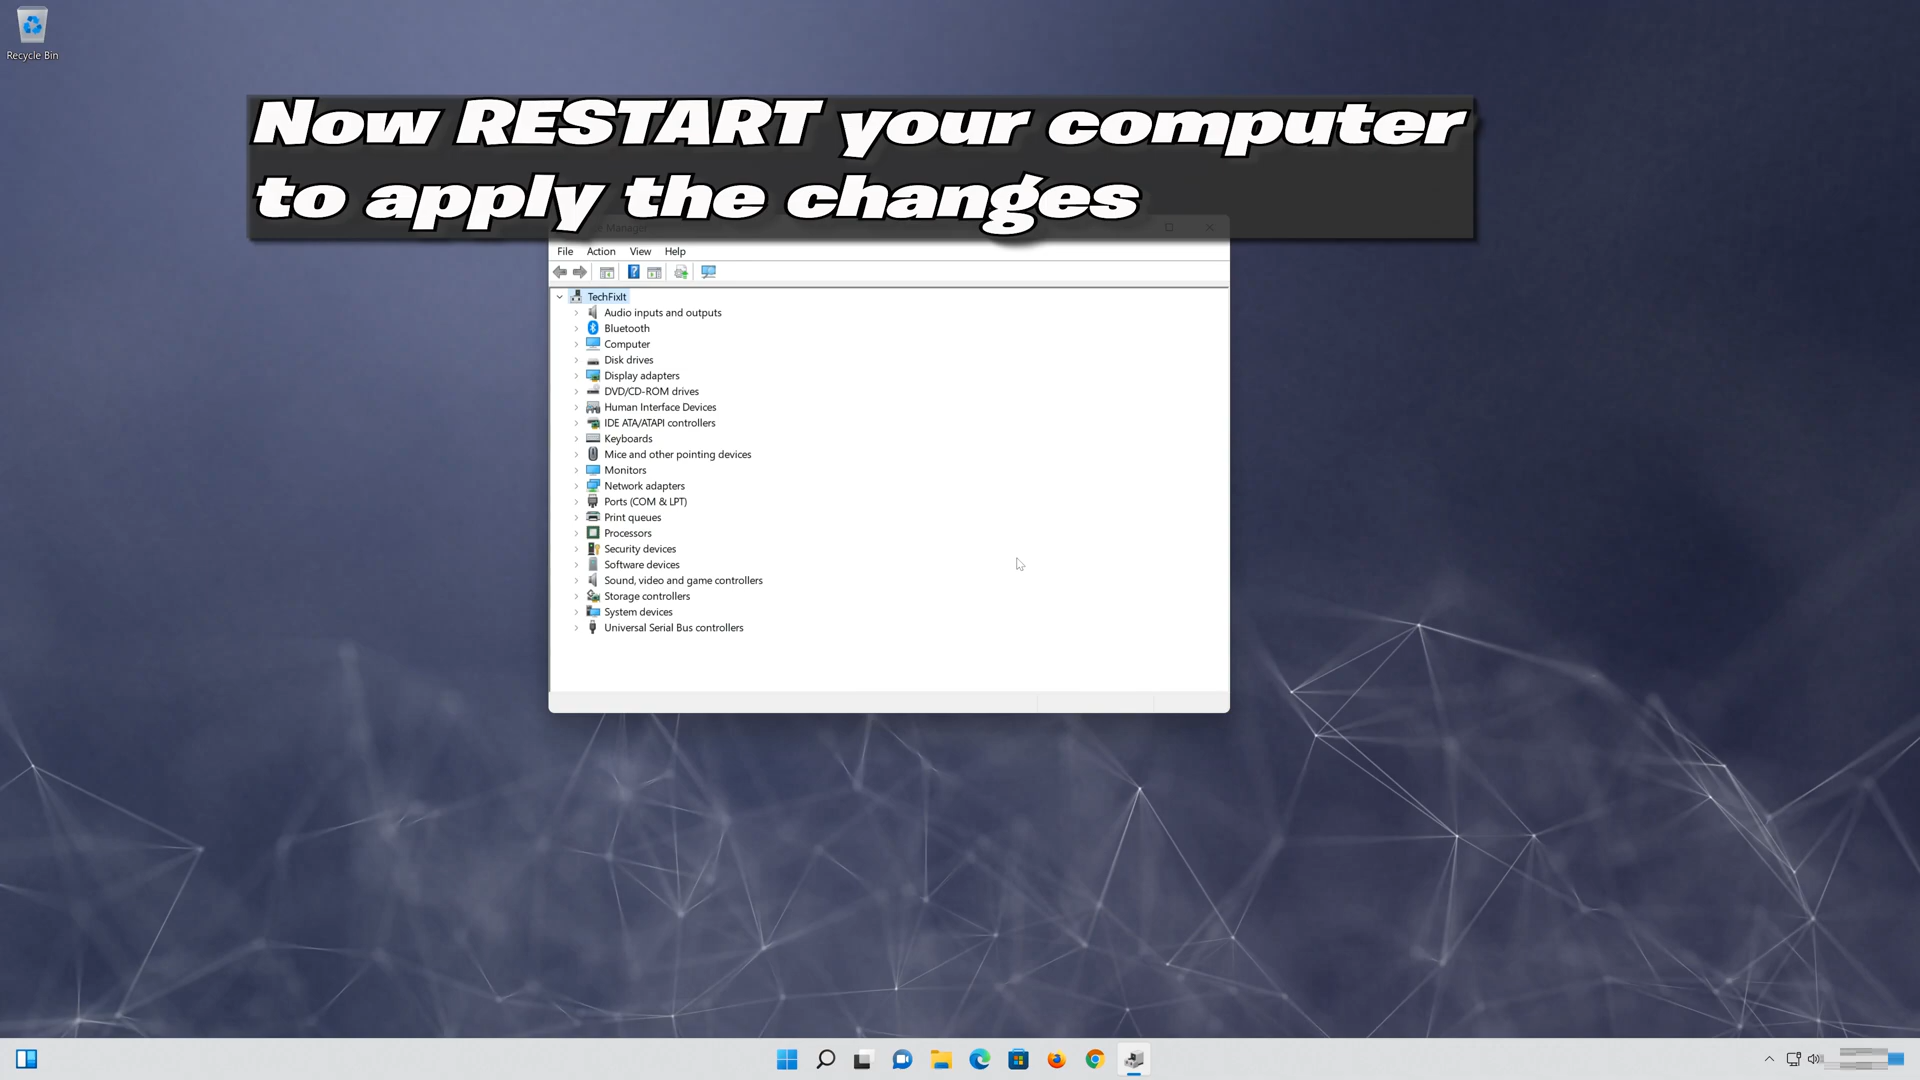 Recycle Bin
Now RESTART your computer
to apply the changes
Manager
File Action View Help
TechFixIt
Audio inputs and outputs
Bluetooth
Computer
Disk drives
Display adapters
DVD/CD-ROM drives
Human Interface Devices
IDE ATA/ATAPI controllers
Keyboards
Mice and other pointing devices
Monitors
Network adapters
Ports (COM & LPT)
Print queues
Processors
Security devices
Software devices
Sound, video and game controllers
Storage controllers
System devices
Universal Serial Bus controllers